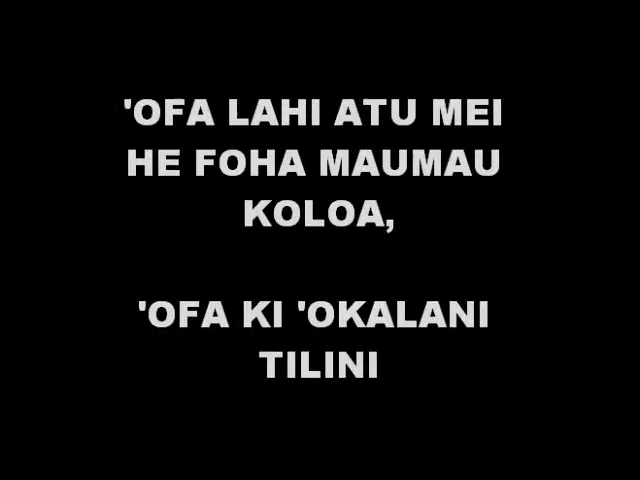 'OFA LAHI ATU MEI
HE FOHA MAUMAU
KOLOA,
'OFA KI 'OKALANI
TILINI